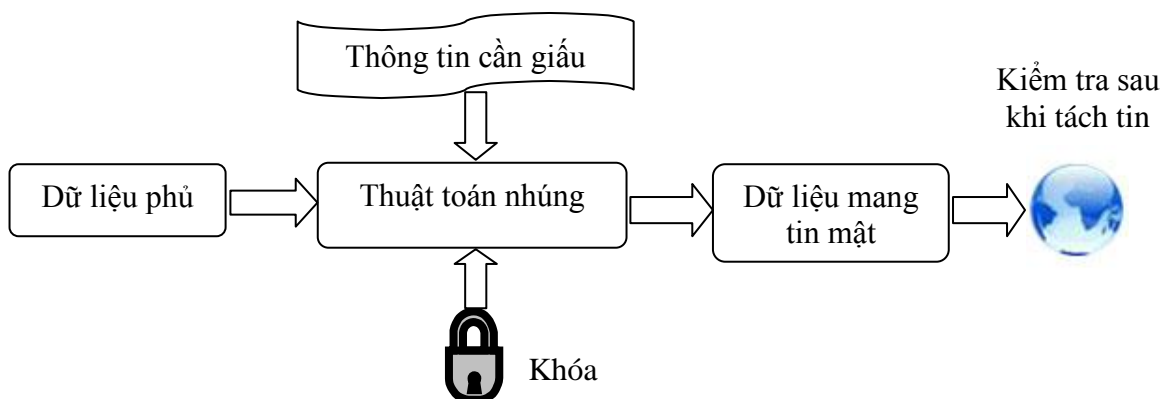 Thông tin cần giấu
Kiểm tra sau
khi tách tin
Dữ liệu phủ
Thuật toán nhúng
Dữ liệu mang
tin mật
Khóa